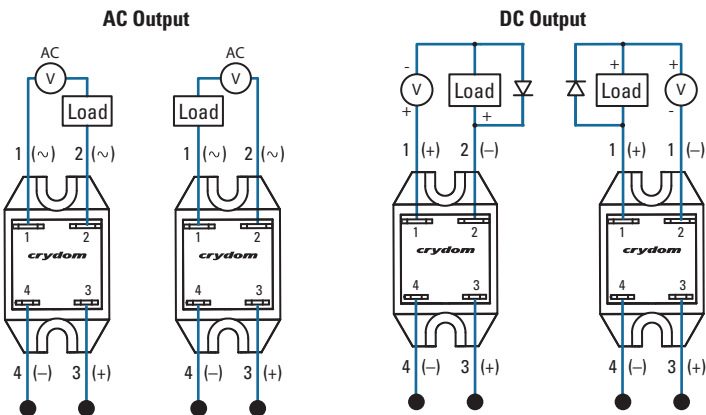 AC Output
DC Output
AC
V
Load
1 (~) 2 (~)
1 2
crydom
4 3
4 (–) 3 (+)
AC
V
Load
1 (~) 2 (~)
1 2
crydom
4 3
4 (–) 3 (+)
-
V
+
Load
+
1 (+) 2 (–)
1 2
crydom
4 3
4 (–) 3 (+)
+
Load
+
V
-
1 (+) 1 (–)
1 2
crydom
4 3
4 (–) 3 (+)